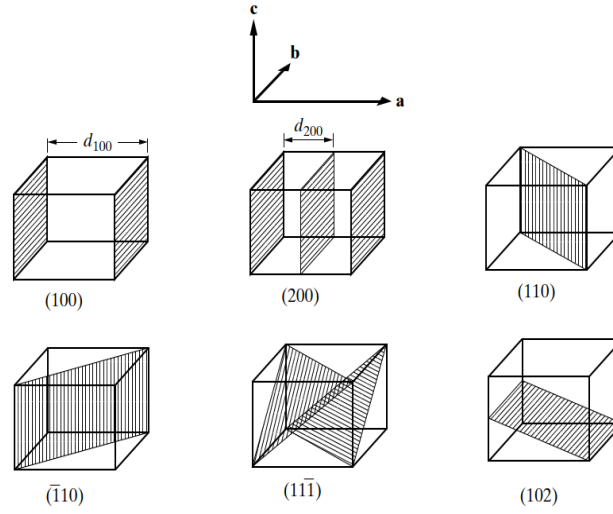 c
b
a
d₁₀₀
d₂₀₀
(100)
(200)
(110)
(1̅10)
(111̅)
(102)